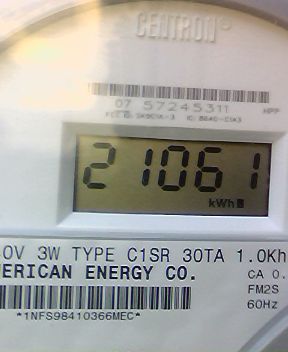 CENTRON®
07 57245311
HPP
21061
kWh
0V 3W TYPE C1SR 30TA 1.0Kh
ERICAN ENERGY CO.
CA 0.
FM2S
60Hz
*1NFS98410366MEC*